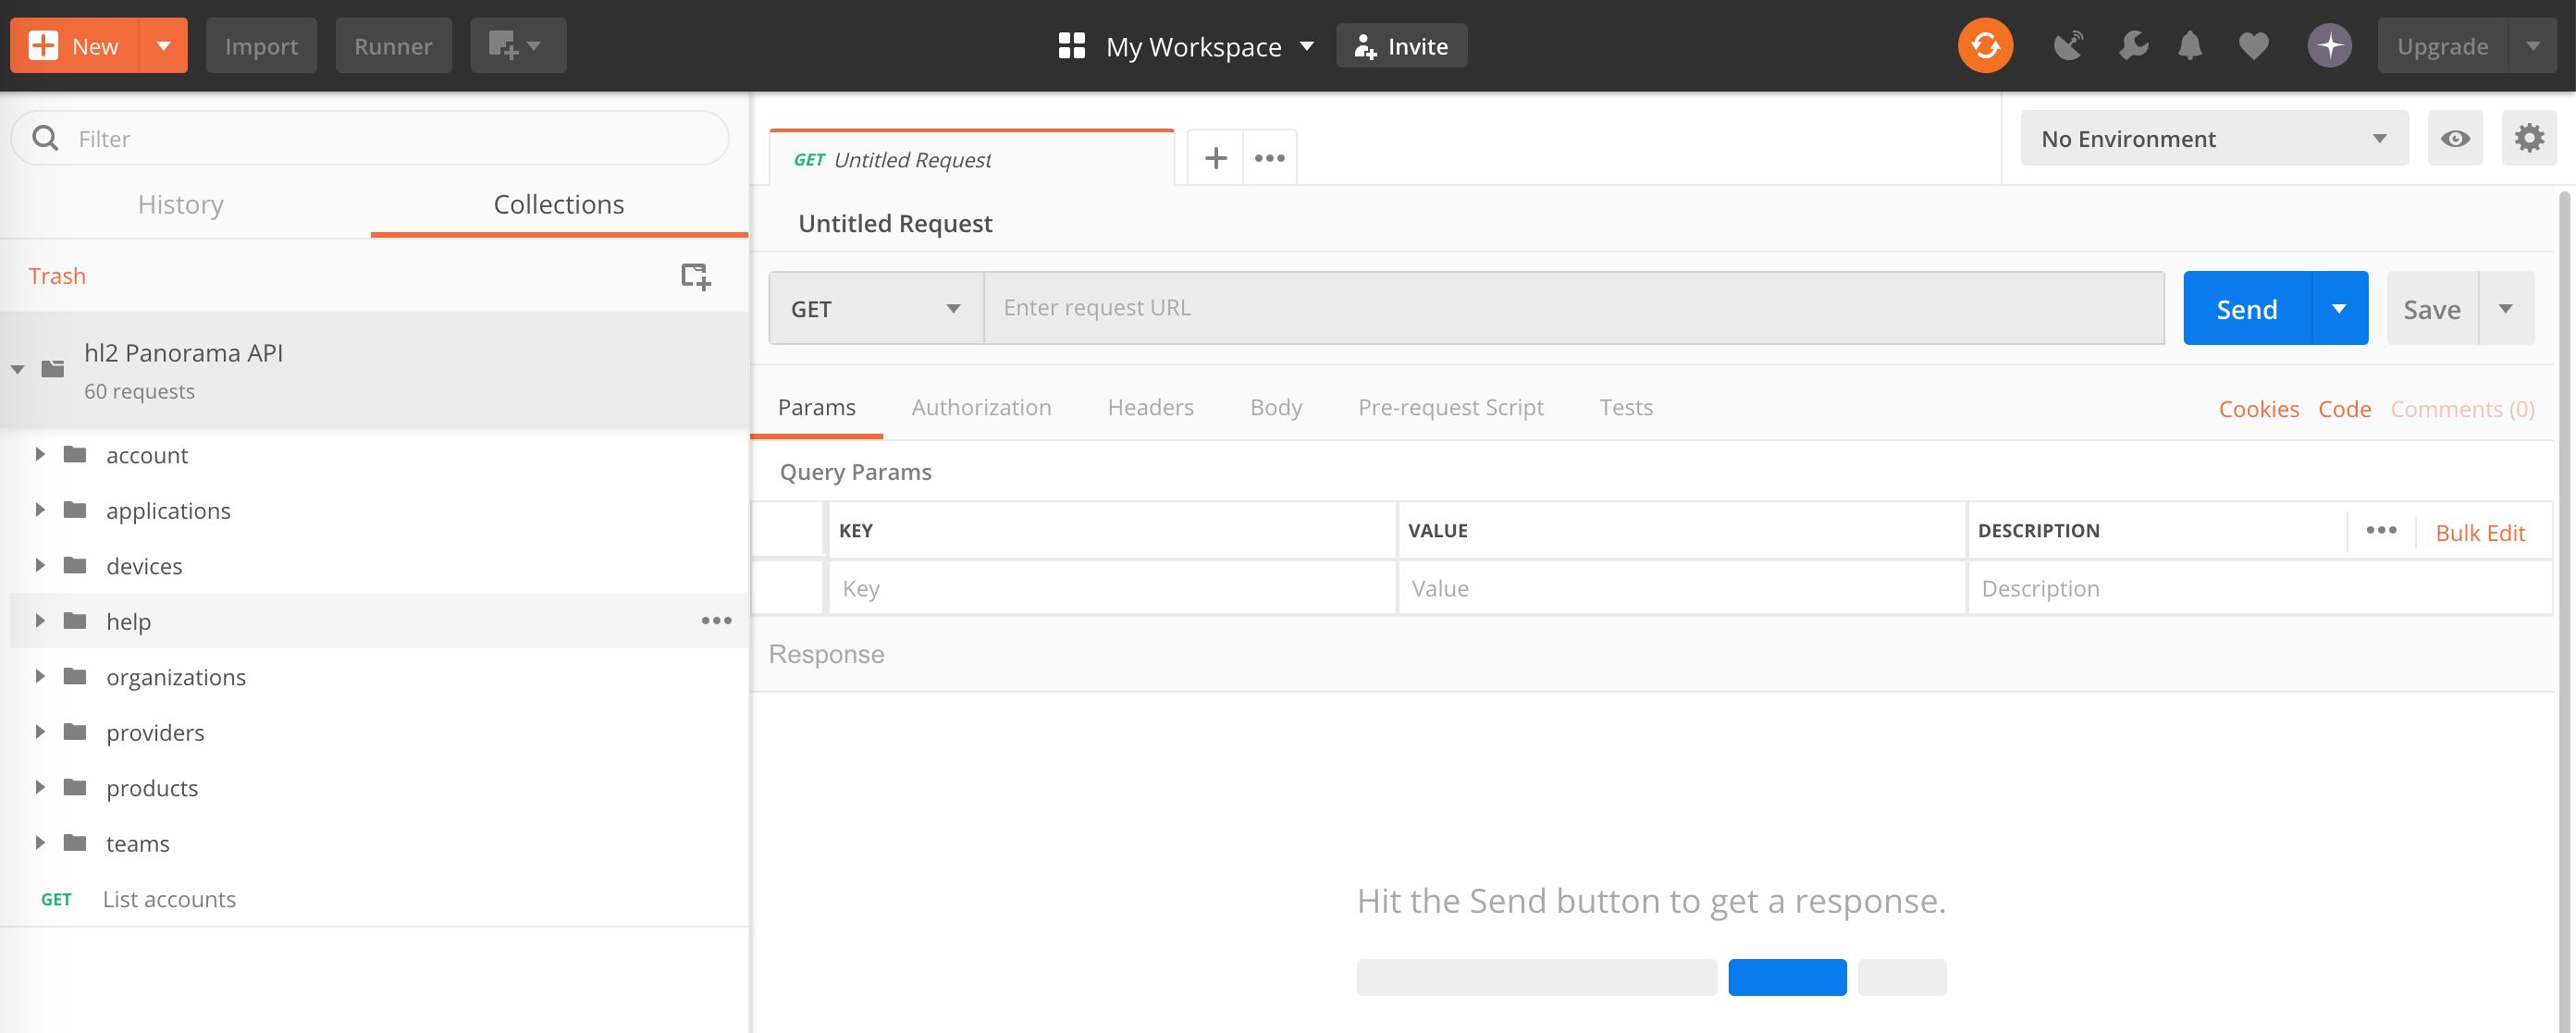 New
Import
Runner
My Workspace
Invite
Upgrade
Filter
History
Collections
Trash
hl2 Panorama API
60 requests
account
applications
devices
help
organizations
providers
products
teams
GET List accounts
GET Untitled Request
No Environment
Untitled Request
GET
Enter request URL
Send
Save
Params
Authorization
Headers
Body
Pre-request Script
Tests
Cookies
Code
Comments (0)
Query Params
KEY
VALUE
DESCRIPTION
Bulk Edit
Key
Value
Description
Response
Hit the Send button to get a response.